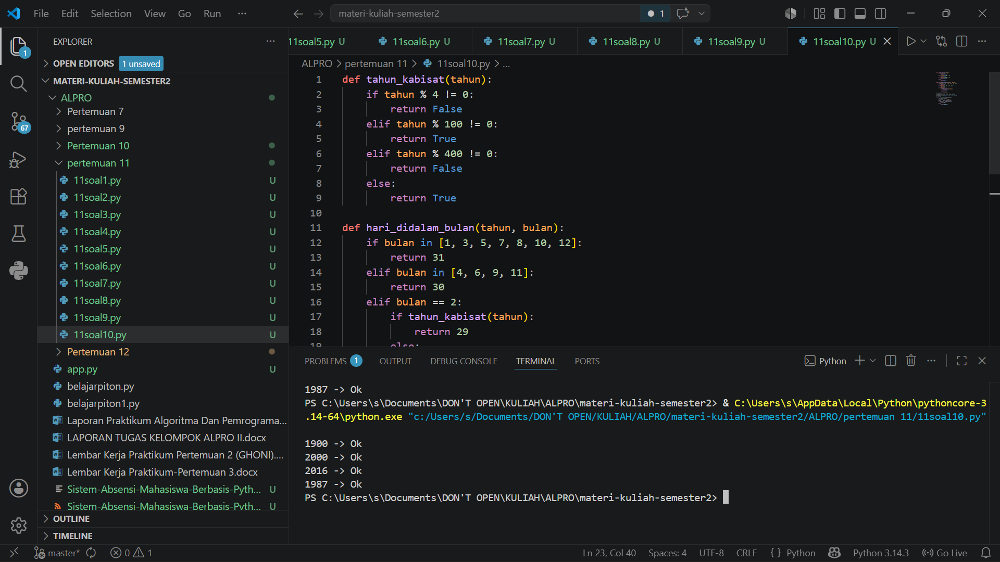 File Edit Selection View Go Run ...
materi-kuliah-semester2
1
EXPLORER
OPEN EDITORS 1 unsaved
MATERI-KULIAH-SEMESTER2
ALPRO
Pertemuan 7
pertemuan 9
Pertemuan 10
pertemuan 11
11soal1.py U
11soal2.py U
11soal3.py U
11soal4.py U
11soal5.py U
11soal6.py U
11soal7.py U
11soal8.py U
11soal9.py U
11soal10.py U
Pertemuan 12
app.py U
belajarpiton.py
belajarpiton1.py
Laporan Praktikum Algoritma Dan Pemrograma...
LAPORAN TUGAS KELOMPOK ALPRO II.docx
Lembar Kerja Praktikum Pertemuan 2 (GHONI)....
Lembar Kerja Praktikum-Pertemuan 3.docx
Sistem-Absensi-Mahasiswa-Berbasis-Pyth... U
Sistem-Absensi-Mahasiswa-Berbasis-Pyth... U
OUTLINE
TIMELINE
1
67
11soal5.py U 11soal6.py U 11soal7.py U 11soal8.py U 11soal9.py U 11soal10.py U
ALPRO > pertemuan 11 > 11soal10.py > ...
1 def tahun_kabisat(tahun):
2 if tahun % 4 != 0:
3 return False
4 elif tahun % 100 != 0:
5 return True
6 elif tahun % 400 != 0:
7 return False
8 else:
9 return True
10
11 def hari_didalam_bulan(tahun, bulan):
12 if bulan in [1, 3, 5, 7, 8, 10, 12]:
13 return 31
14 elif bulan in [4, 6, 9, 11]:
15 return 30
16 elif bulan == 2:
17 if tahun_kabisat(tahun):
18 return 29
19 else:
PROBLEMS 1 OUTPUT DEBUG CONSOLE TERMINAL PORTS
Python
1987 -> Ok
PS C:\Users\s\Documents\DON'T OPEN\KULIAH\ALPRO\materi-kuliah-semester2> & C:\Users\s\AppData\Local\Python\pythoncore-3
.14-64\python.exe "c:/Users/s/Documents/DON'T OPEN/KULIAH/ALPRO/materi-kuliah-semester2/ALPRO/pertemuan 11/11soal10.py"
1900 -> Ok
2000 -> Ok
2016 -> Ok
1987 -> Ok
PS C:\Users\s\Documents\DON'T OPEN\KULIAH\ALPRO\materi-kuliah-semester2>
master* 0 1
Ln 23, Col 40 Spaces: 4 UTF-8 CRLF { } Python Python 3.14.3 Go Live